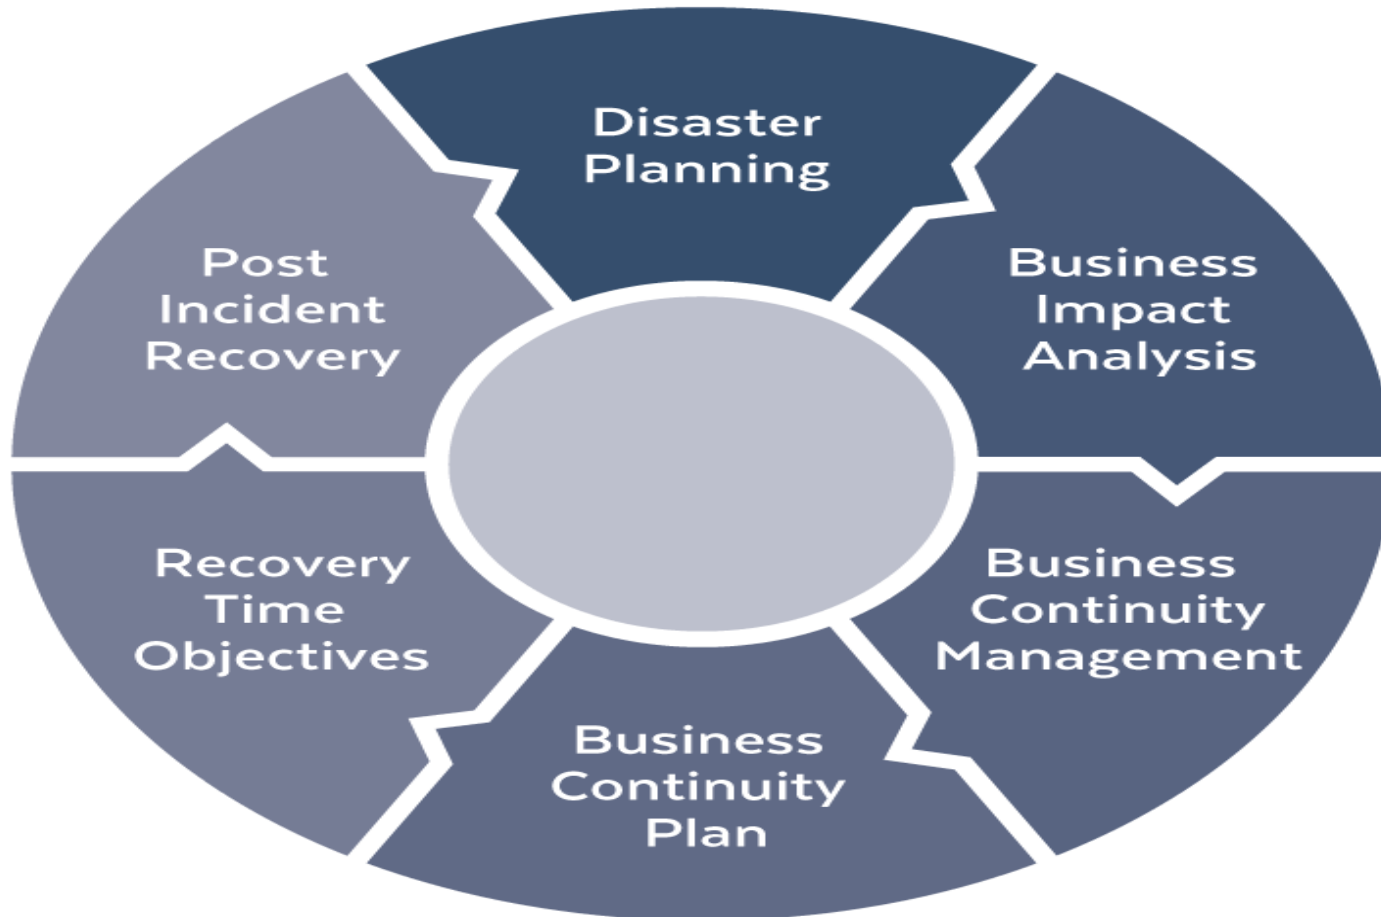 Disaster
Planning
Business
Impact
Analysis
Business
Continuity
Management
Business
Continuity
Plan
Recovery
Time
Objectives
Post
Incident
Recovery